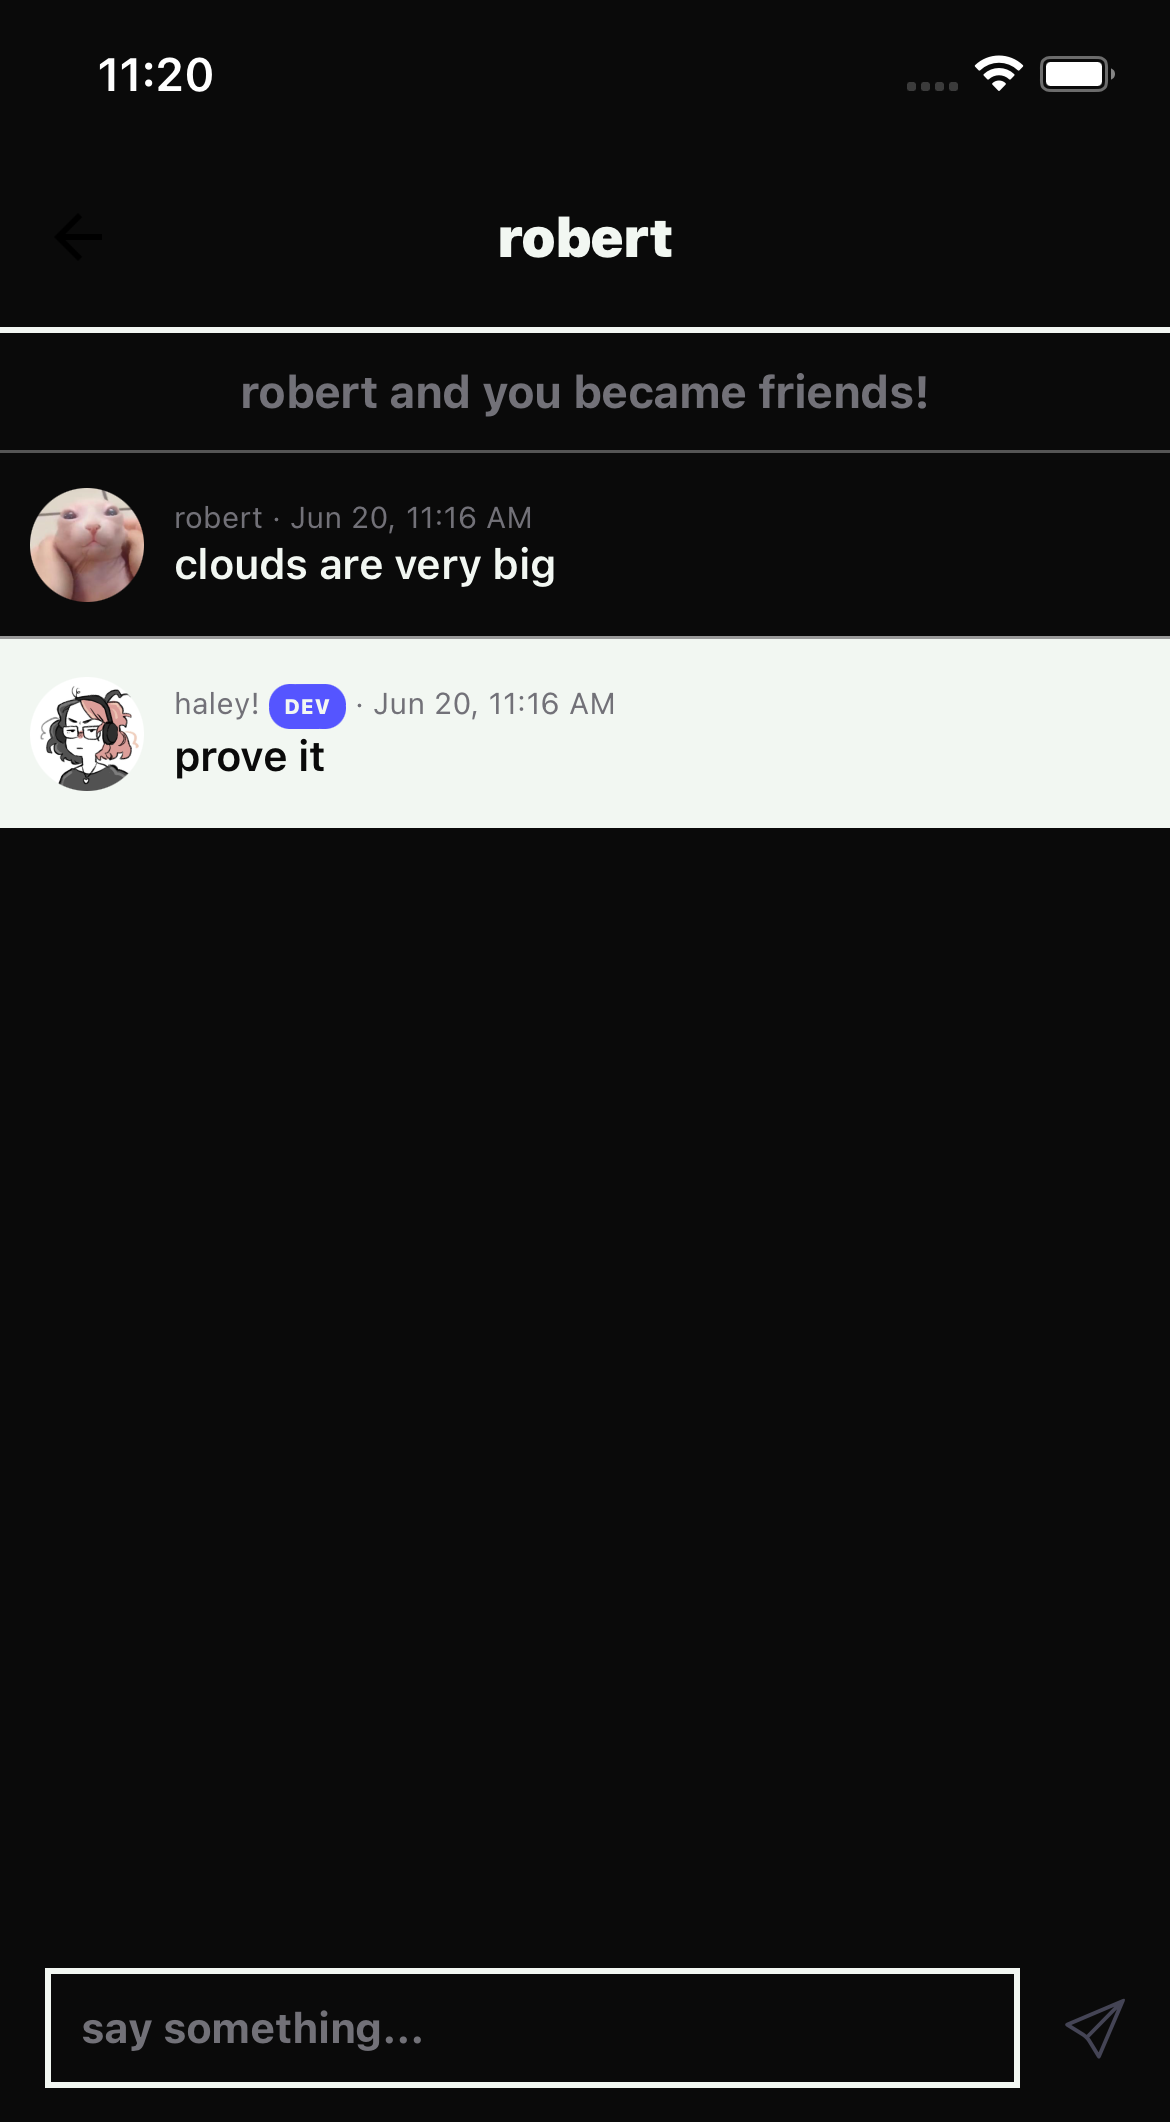 11:20
robert
robert and you became friends!
robert · Jun 20, 11:16 AM
clouds are very big
haley! DEV · Jun 20, 11:16 AM
prove it
say something...